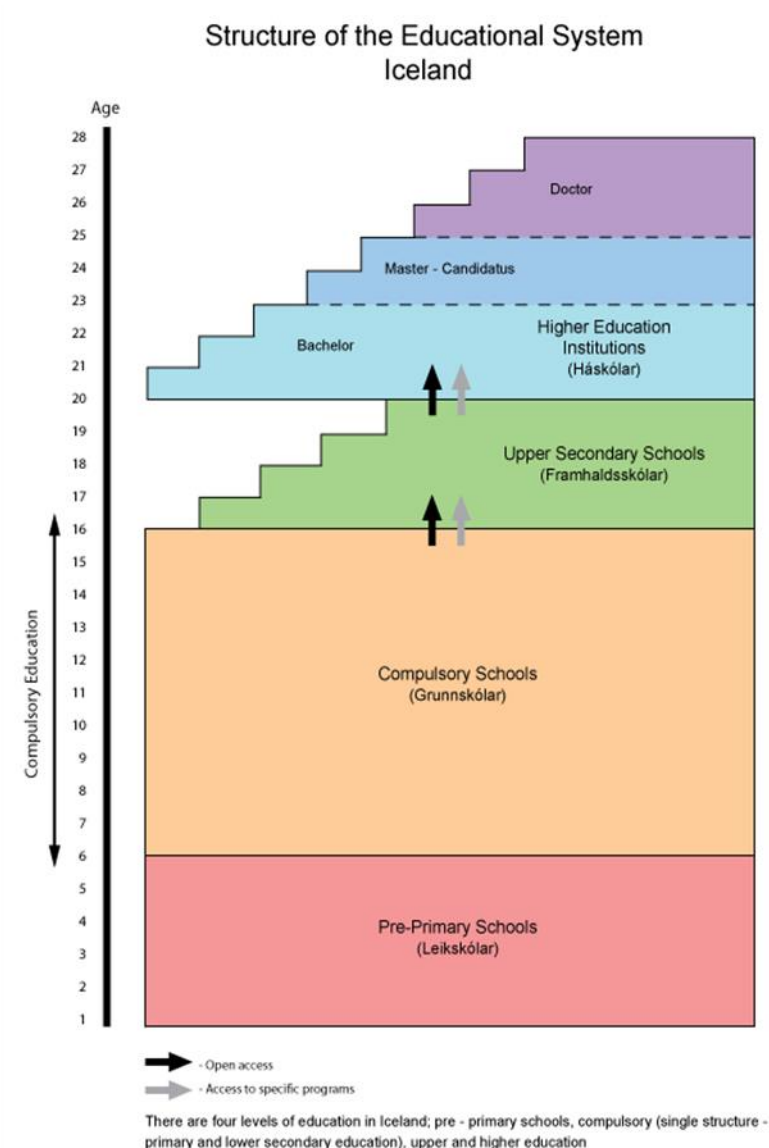 Structure of the Educational System
Iceland
Age
28
27
26
Doctor
25
24
Master - Candidatus
23
22
Higher Education
Institutions
(Háskólar)
Bachelor
21
20
19
18
Upper Secondary Schools
(Framhaldsskólar)
17
16
15
14
13
12
Compulsory Education
Compulsory Schools
(Grunnskólar)
11
10
9
8
7
6
5
4
Pre-Primary Schools
(Leikskólar)
3
2
1
- Open access
- Access to specific programs
There are four levels of education in Iceland; pre - primary schools, compulsory (single structure -
primary and lower secondary education), upper and higher education